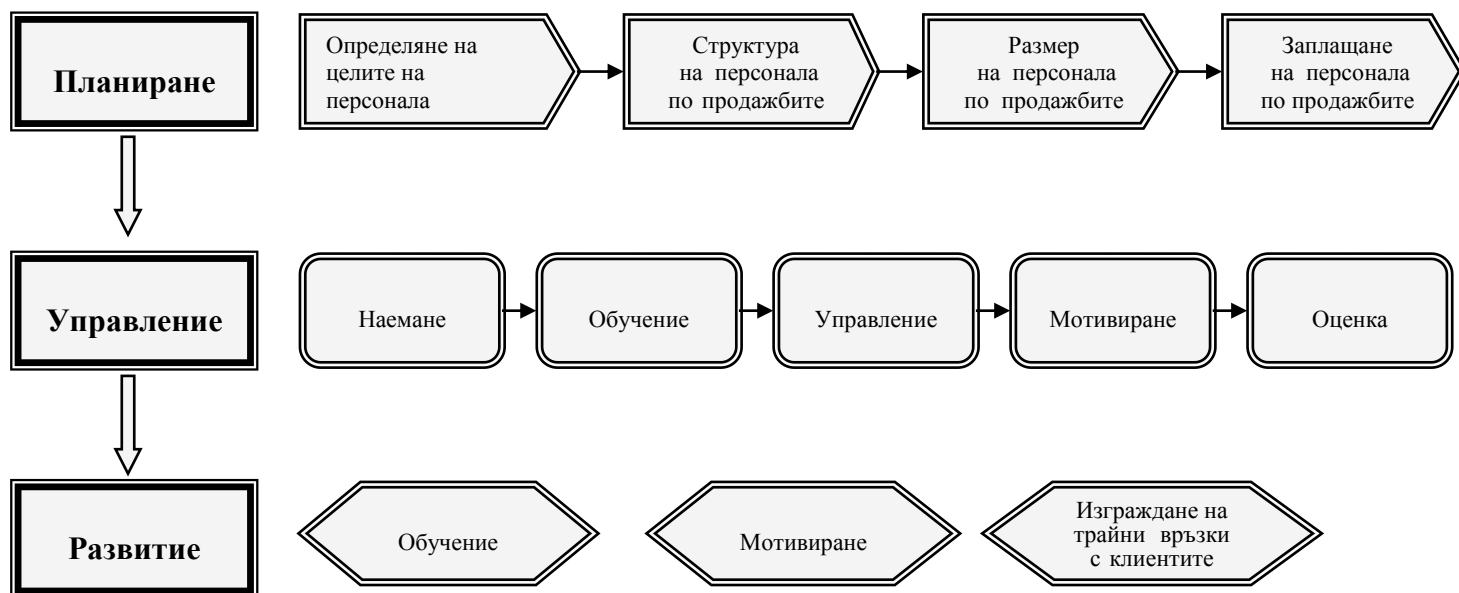 Планиране
Определяне на
целите на
персонала
Структура
на персонала
по продажбите
Размер
на персонала
по продажбите
Заплащане
на персонала
по продажбите
Управление
Наемане
Обучение
Управление
Мотивиране
Оценка
Развитие
Обучение
Мотивиране
Изграждане на
трайни връзки
с клиентите